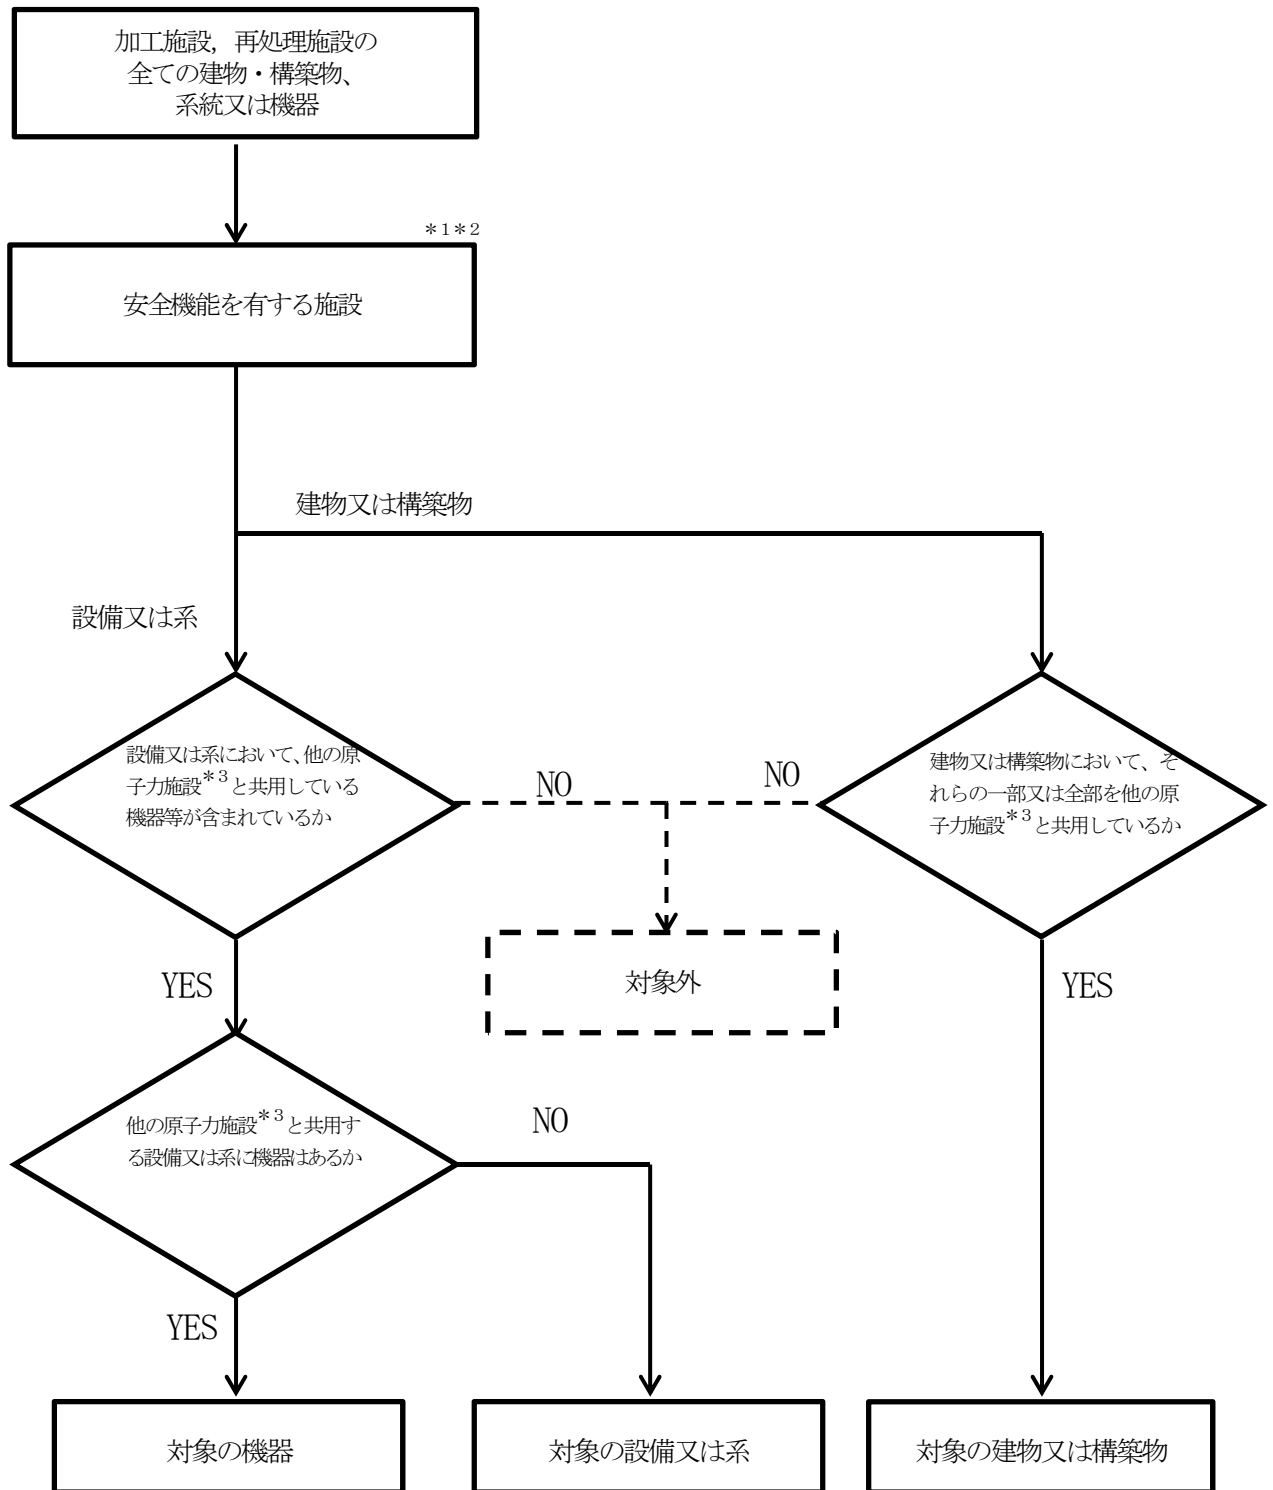 加工施設，再処理施設の
全ての建物・構築物、
系統又は機器
*1*2
安全機能を有する施設
建物又は構築物
設備又は系
設備又は系において、他の原
子力施設*3と共用している
機器等が含まれているか
NO
NO
建物又は構築物において、そ
れらの一部又は全部を他の原
子力施設*3と共用しているか
対象外
YES
YES
他の原子力施設*3と共用す
る設備又は系に機器はあるか
NO
YES
対象の機器
対象の設備又は系
対象の建物又は構築物